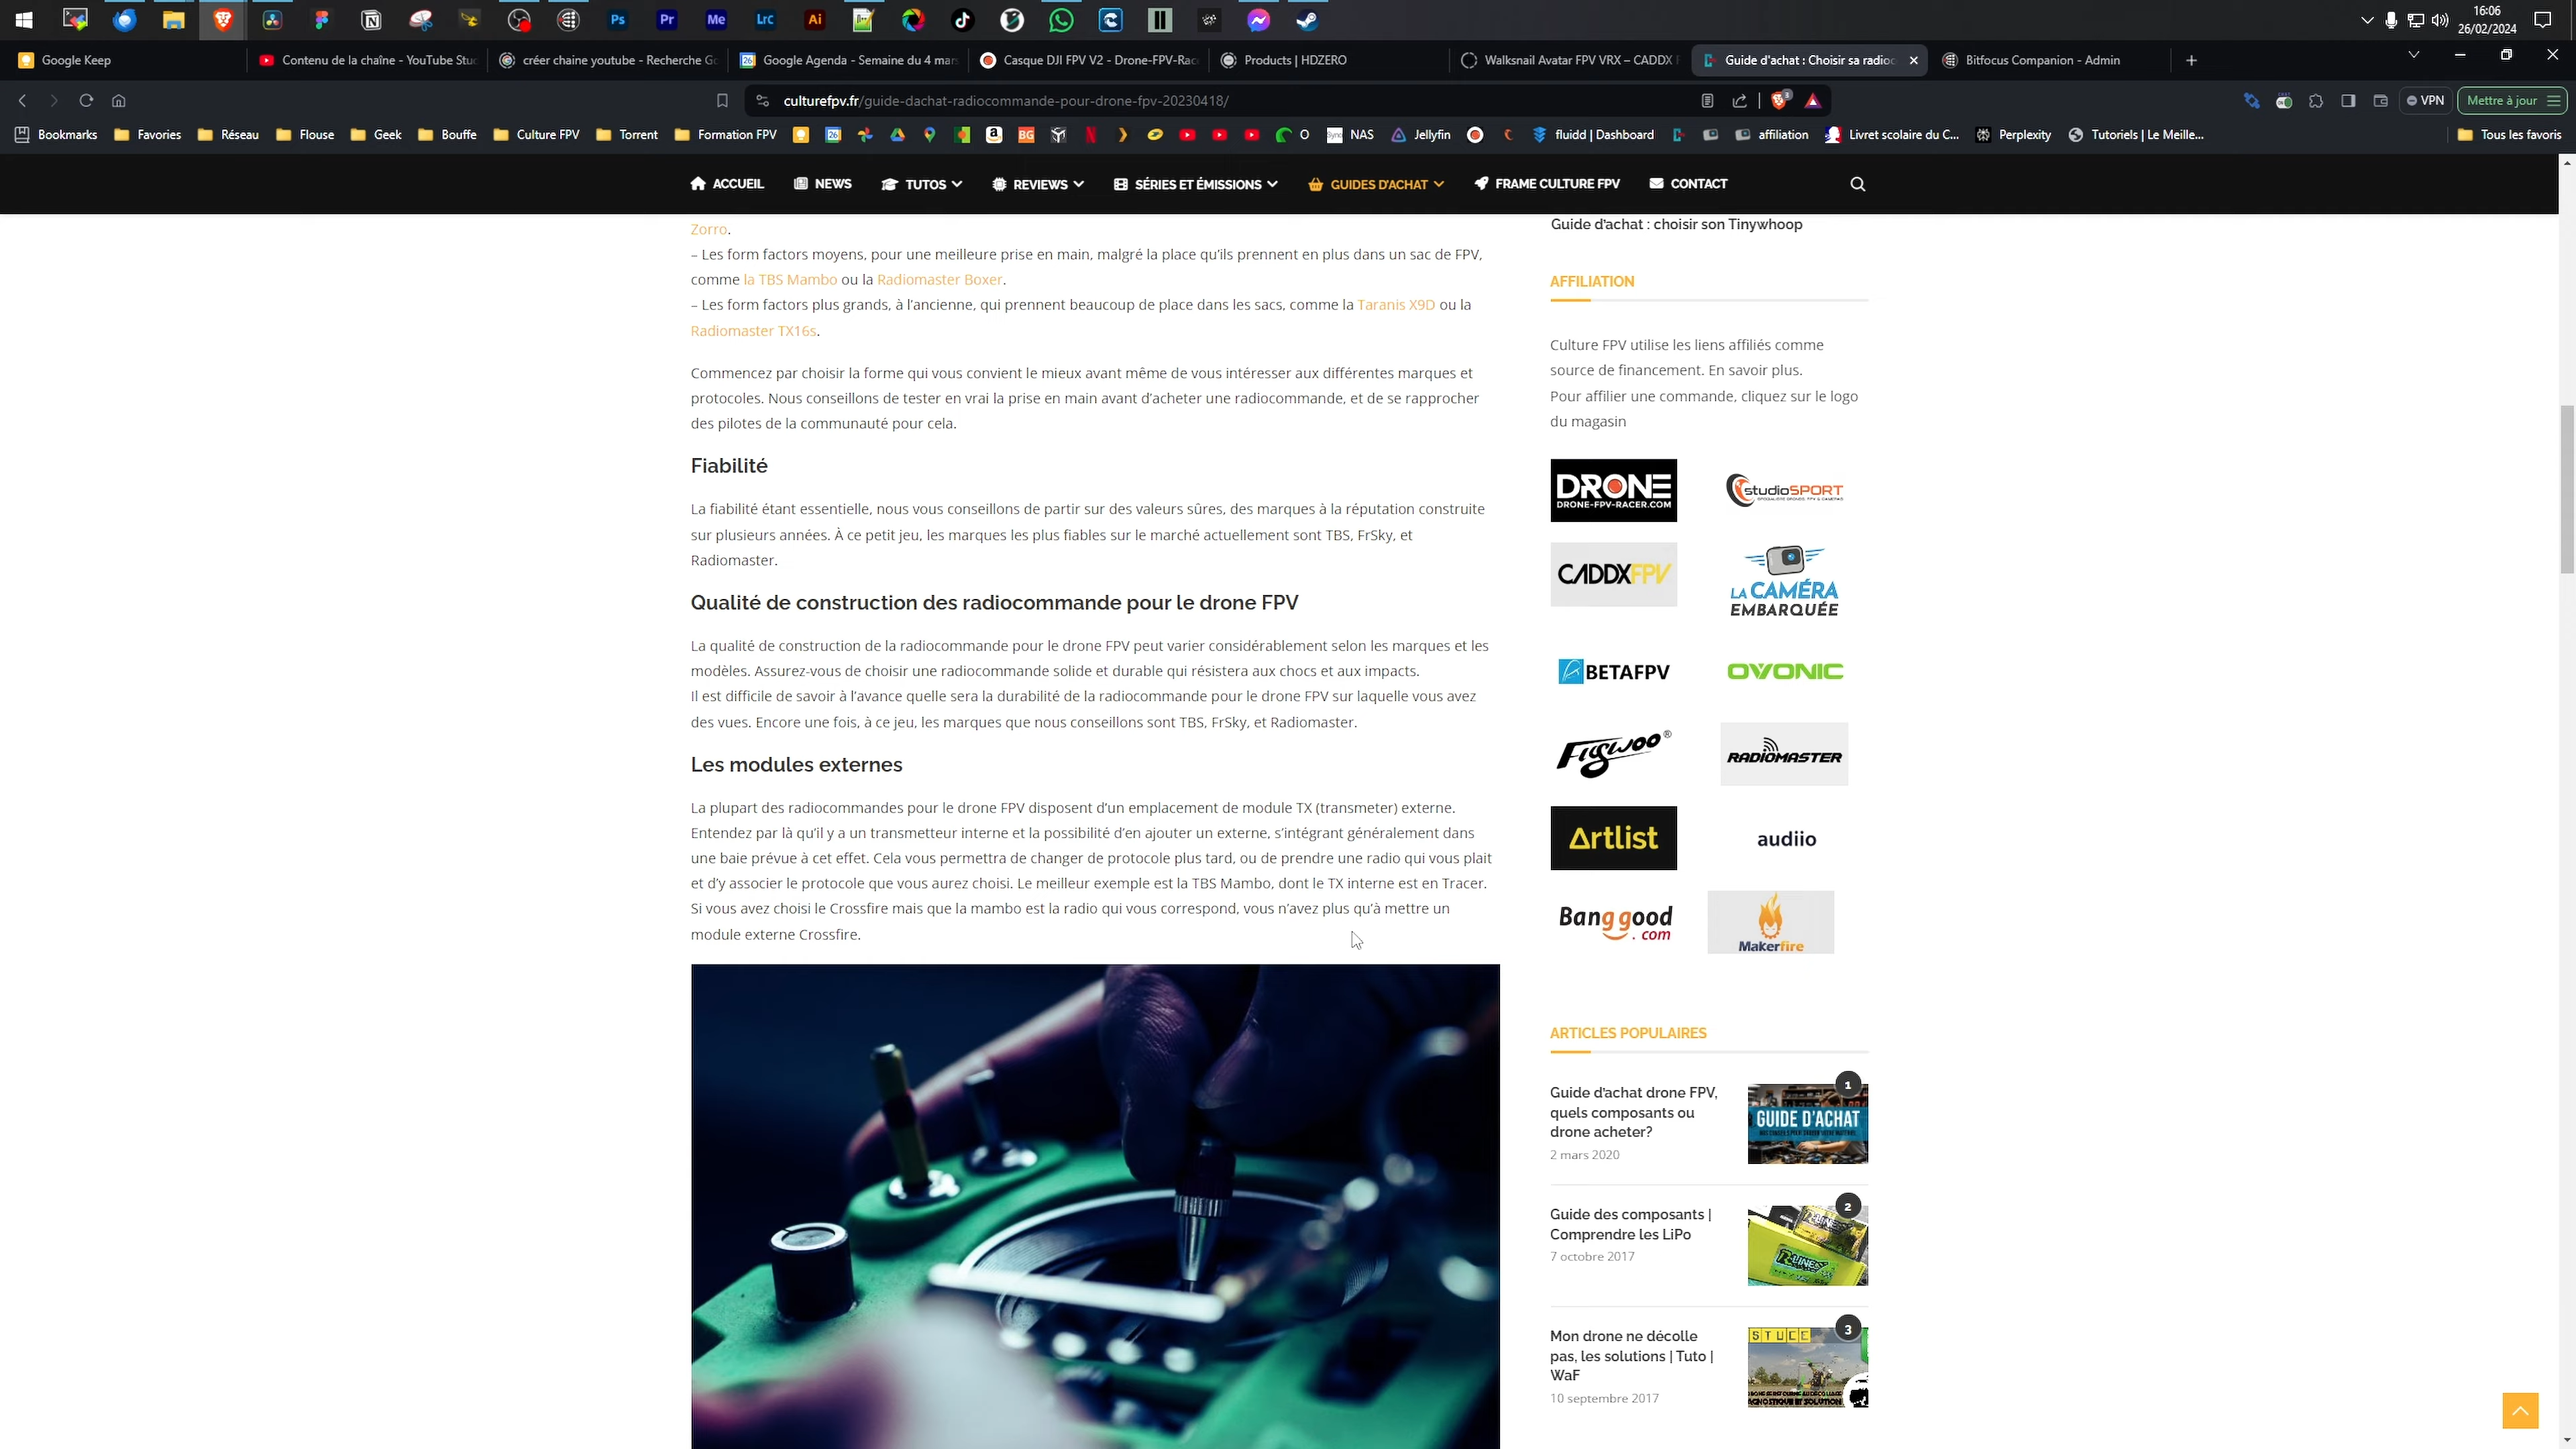 Ps
Pr
Me
LrC
Ai
16:06
26/02/2024
Google Keep
Contenu de la chaîne - YouTube Stu
créer chaine youtube - Recherche Go
Google Agenda - Semaine du 4 mars
Casque DJI FPV V2 - Drone-FPV-Rac
Products | HDZERO
Walksnail Avatar FPV VRX – CADDX F
Guide d'achat : Choisir sa radioc
Bitfocus Companion - Admin
culturefpv.fr/guide-dachat-radiocommande-pour-drone-fpv-20230418/
VPN
Mettre à jour
Bookmarks
Favories
Réseau
Flouse
Geek
Bouffe
Culture FPV
Torrent
Formation FPV
O
NAS
Jellyfin
fluidd | Dashboard
affiliation
Livret scolaire du C...
Perplexity
Tutoriels | Le Meille...
Tous les favoris
ACCUEIL
NEWS
TUTOS
REVIEWS
SÉRIES ET ÉMISSIONS
GUIDES D'ACHAT
FRAME CULTURE FPV
CONTACT
Zorro.
– Les form factors moyens, pour une meilleure prise en main, malgré la place qu'ils prennent en plus dans un sac de FPV,
comme la TBS Mambo ou la Radiomaster Boxer.
– Les form factors plus grands, à l'ancienne, qui prennent beaucoup de place dans les sacs, comme la Taranis X9D ou la
Radiomaster TX16s.
Commencez par choisir la forme qui vous convient le mieux avant même de vous intéresser aux différentes marques et
protocoles. Nous conseillons de tester en vrai la prise en main avant d'acheter une radiocommande, et de se rapprocher
des pilotes de la communauté pour cela.
Fiabilité
La fiabilité étant essentielle, nous vous conseillons de partir sur des valeurs sûres, des marques à la réputation construite
sur plusieurs années. À ce petit jeu, les marques les plus fiables sur le marché actuellement sont TBS, FrSky, et
Radiomaster.
Qualité de construction des radiocommande pour le drone FPV
La qualité de construction de la radiocommande pour le drone FPV peut varier considérablement selon les marques et les
modèles. Assurez-vous de choisir une radiocommande solide et durable qui résistera aux chocs et aux impacts.
Il est difficile de savoir à l'avance quelle sera la durabilité de la radiocommande pour le drone FPV sur laquelle vous avez
des vues. Encore une fois, à ce jeu, les marques que nous conseillons sont TBS, FrSky, et Radiomaster.
Les modules externes
La plupart des radiocommandes pour le drone FPV disposent d'un emplacement de module TX (transmeter) externe.
Entendez par là qu'il y a un transmetteur interne et la possibilité d'en ajouter un externe, s'intégrant généralement dans
une baie prévue à cet effet. Cela vous permettra de changer de protocole plus tard, ou de prendre une radio qui vous plait
et d'y associer le protocole que vous aurez choisi. Le meilleur exemple est la TBS Mambo, dont le TX interne est en Tracer.
Si vous avez choisi le Crossfire mais que la mambo est la radio qui vous correspond, vous n'avez plus qu'à mettre un
module externe Crossfire.
Guide d'achat : choisir son Tinywhoop
AFFILIATION
Culture FPV utilise les liens affiliés comme
source de financement. En savoir plus.
Pour affilier une commande, cliquez sur le logo
du magasin
DRONE
DRONE-FPV-RACER.COM
studioSPORT
CADDXFPV
LA CAMÉRA
EMBARQUÉE
BETAFPV
OVONIC
Flywoo®
RADIOMASTER
Artlist
audiio
Banggood
.com
Makerfire
ARTICLES POPULAIRES
Guide d'achat drone FPV,
quels composants ou
drone acheter?
2 mars 2020
1
GUIDE D'ACHAT
Guide des composants |
Comprendre les LiPo
7 octobre 2017
2
Mon drone ne décolle
pas, les solutions | Tuto |
WaF
10 septembre 2017
3
STUCE